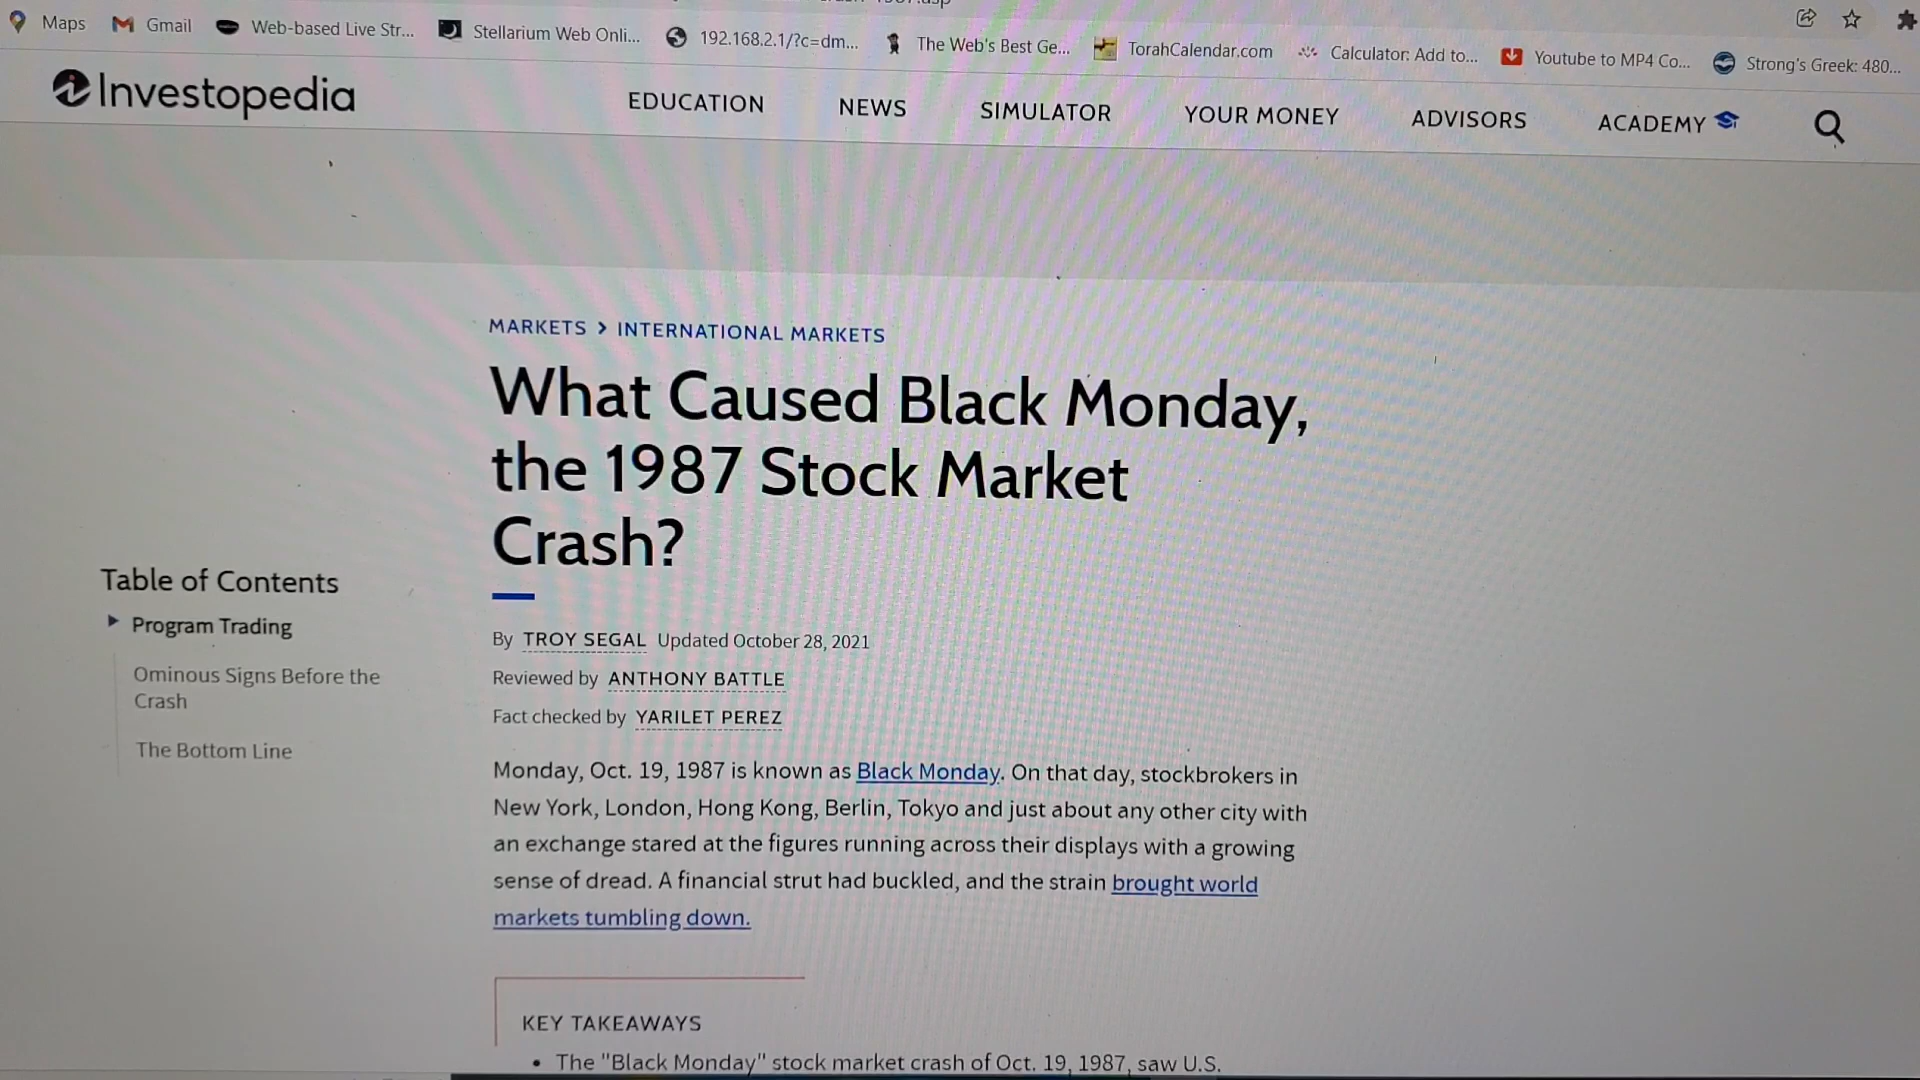 Maps Gmail Web-based Live Str... Stellarium Web Onli... 192.168.2.1/?c=dm... The Web's Best Ge... TorahCalendar.com Calculator: Add to... Youtube to MP4 Co... Strong's Greek: 480...
Investopedia EDUCATION NEWS SIMULATOR YOUR MONEY ADVISORS ACADEMY
MARKETS > INTERNATIONAL MARKETS
What Caused Black Monday,
the 1987 Stock Market
Crash?
Table of Contents
Program Trading
Ominous Signs Before the
Crash
The Bottom Line
By TROY SEGAL Updated October 28, 2021
Reviewed by ANTHONY BATTLE
Fact checked by YARILET PEREZ
Monday, Oct. 19, 1987 is known as Black Monday. On that day, stockbrokers in
New York, London, Hong Kong, Berlin, Tokyo and just about any other city with
an exchange stared at the figures running across their displays with a growing
sense of dread. A financial strut had buckled, and the strain brought world
markets tumbling down.
KEY TAKEAWAYS
• The "Black Monday" stock market crash of Oct. 19, 1987, saw U.S.